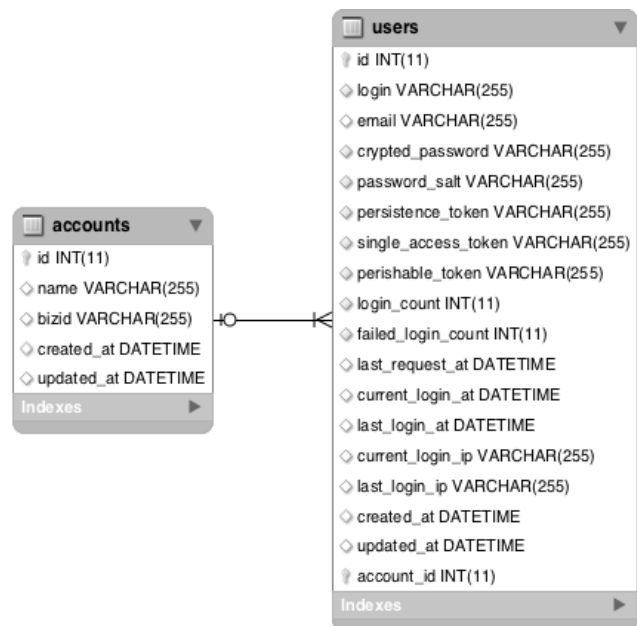 accounts
id INT(11)
name VARCHAR(255)
bizid VARCHAR(255)
created_at DATETIME
updated_at DATETIME
Indexes
users
id INT(11)
login VARCHAR(255)
email VARCHAR(255)
crypted_password VARCHAR(255)
password_salt VARCHAR(255)
persistence_token VARCHAR(255)
single_access_token VARCHAR(255)
perishable_token VARCHAR(255)
login_count INT(11)
failed_login_count INT(11)
last_request_at DATETIME
current_login_at DATETIME
last_login_at DATETIME
current_login_ip VARCHAR(255)
last_login_ip VARCHAR(255)
created_at DATETIME
updated_at DATETIME
account_id INT(11)
Indexes